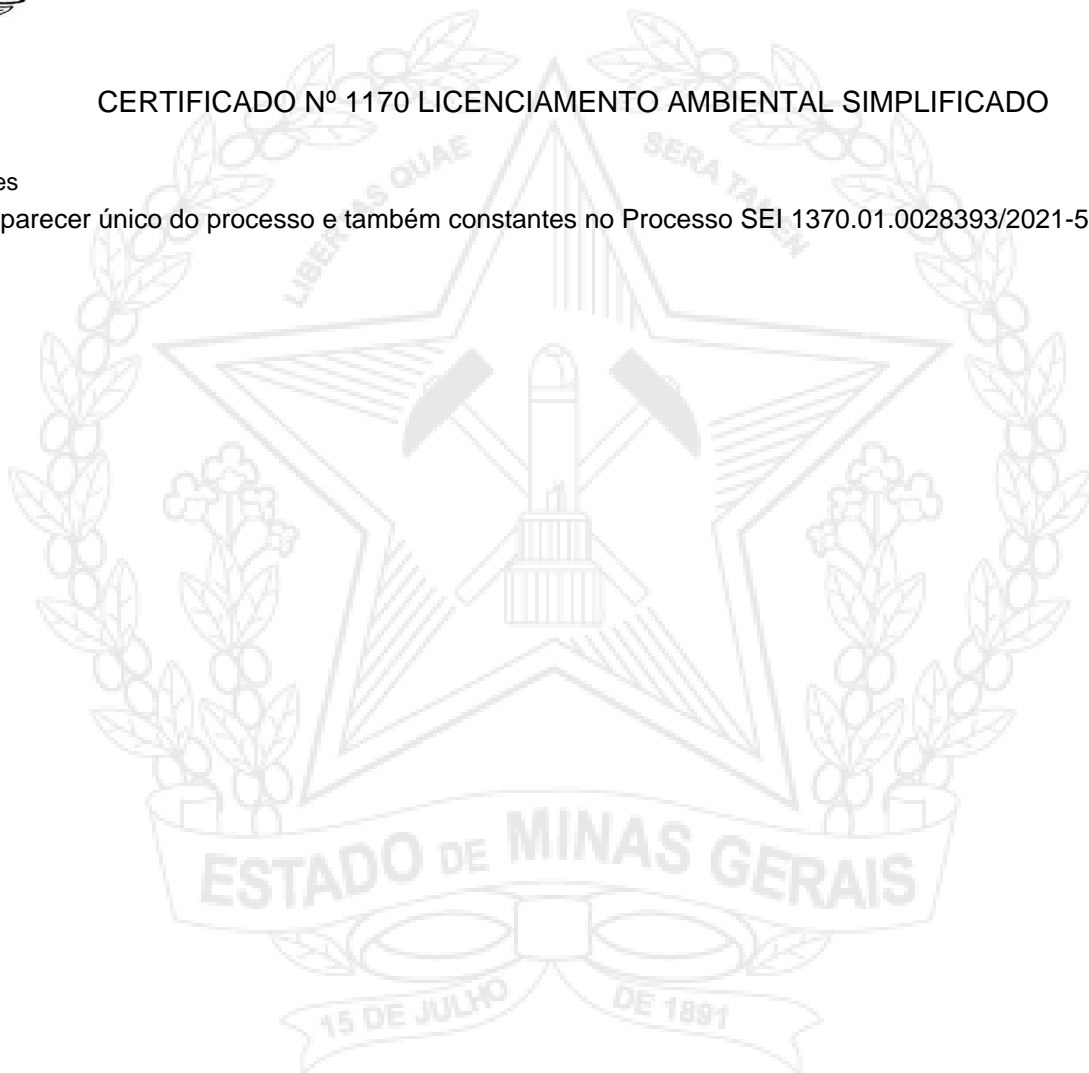 CERTIFICADO Nº 1170 LICENCIAMENTO AMBIENTAL SIMPLIFICADO
es
parecer único do processo e também constantes no Processo SEI 1370.01.0028393/2021-5
LIBERTAS QUAE SERA TAMEN
ESTADO DE MINAS GERAIS
15 DE JULHO DE 1891